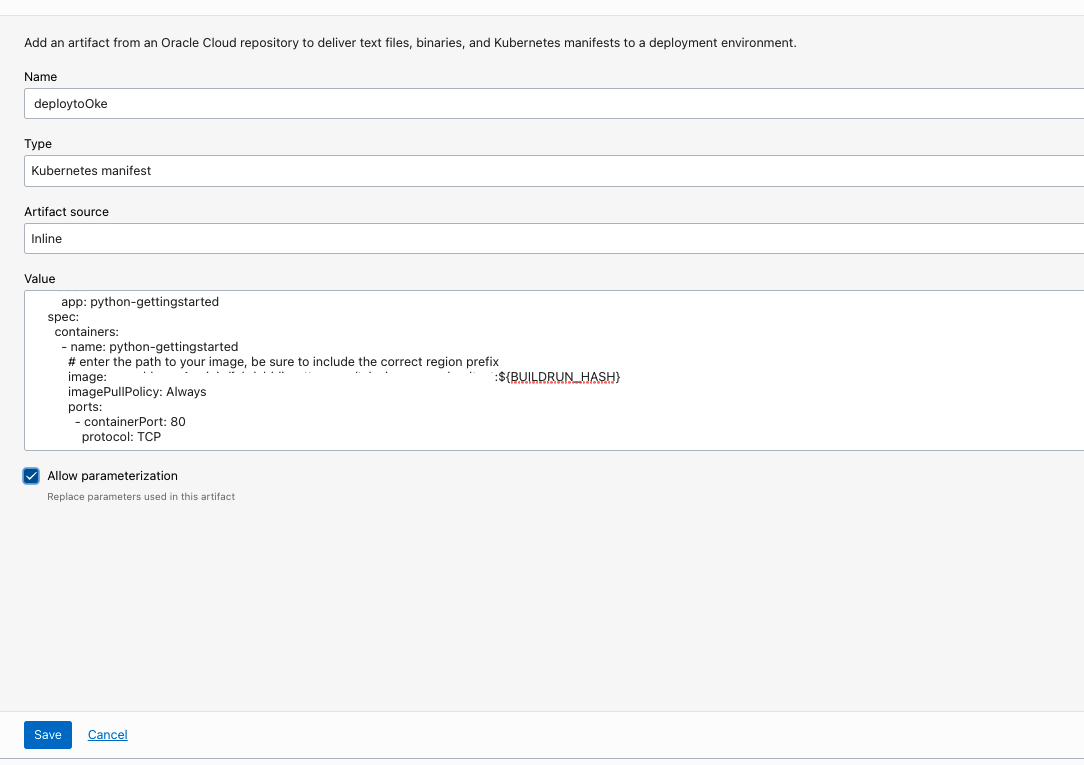 Add an artifact from an Oracle Cloud repository to deliver text files, binaries, and Kubernetes manifests to a deployment environment.
Name
deploytoOke
Type
Kubernetes manifest
Artifact source
Inline
Value
app: python-gettingstarted
spec:
containers:
- name: python-gettingstarted
# enter the path to your image, be sure to include the correct region prefix
image: :${BUILDRUN_HASH}
imagePullPolicy: Always
ports:
- containerPort: 80
protocol: TCP
Allow parameterization
Replace parameters used in this artifact
Save Cancel